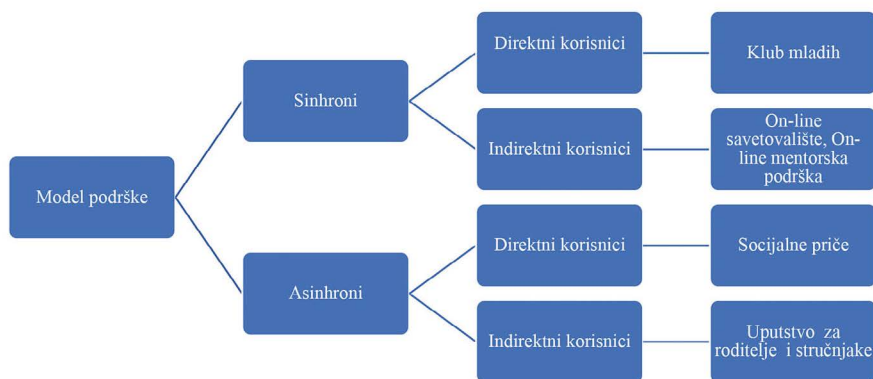 Model podrške
Sinhroni
Direktni korisnici
Klub mladih
Indirektni korisnici
On-line
savetovalište, On-
line mentorska
podrška
Asinhroni
Direktni korisnici
Socijalne priče
Indirektni korisnici
Uputstvo za
roditelje i stručnjake